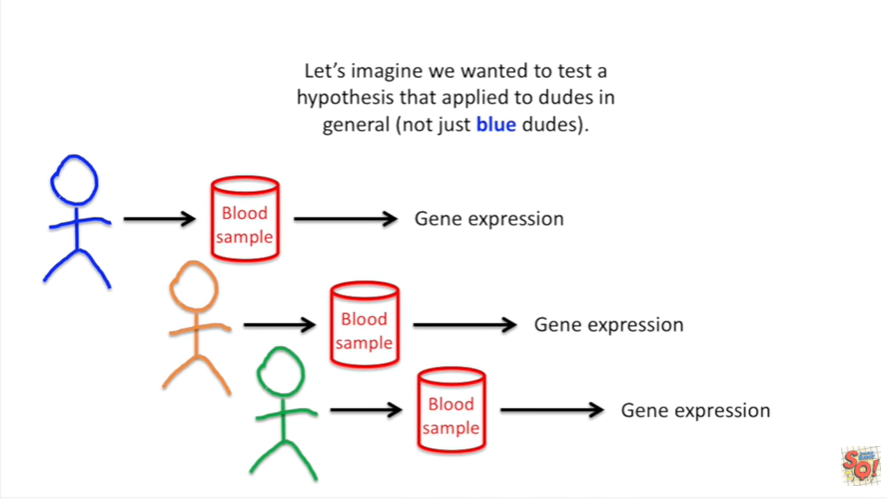 Let's imagine we wanted to test a
hypothesis that applied to dudes in
general (not just blue dudes).
Blood
sample
Gene expression
Blood
sample
Gene expression
Blood
sample
Gene expression
SQ!